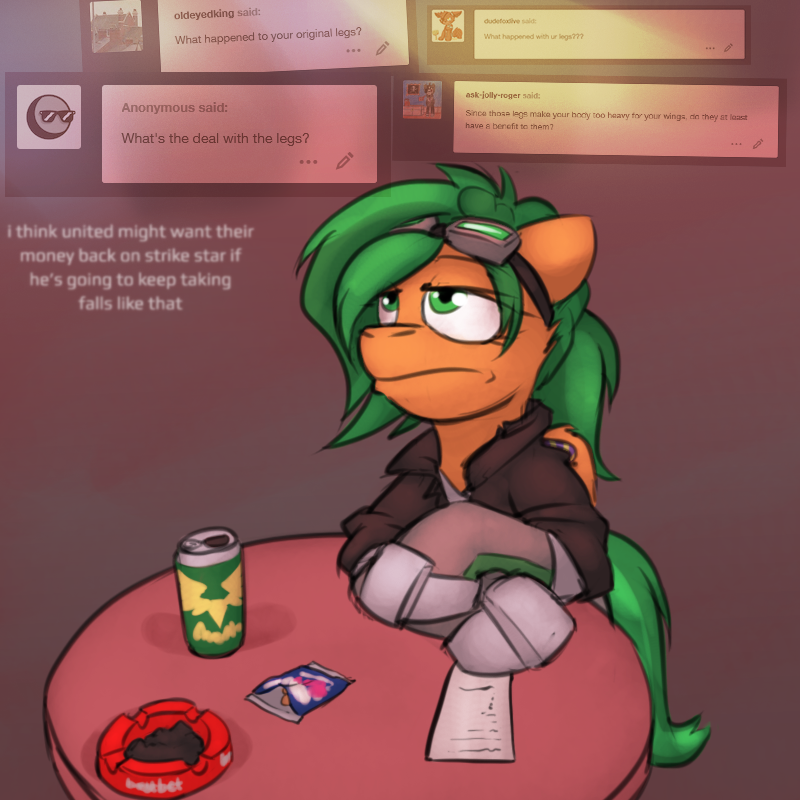 oldeyedking said:
What happened to your original legs?
dudefoxlive said:
What happened with ur legs???
Anonymous said:
What's the deal with the legs?
ask-jolly-roger said:
Since those legs make your body too heavy for your wings, do they at least
have a benefit to them?
i think united might want their
money back on strike star if
he's going to keep taking
falls like that
bestbet